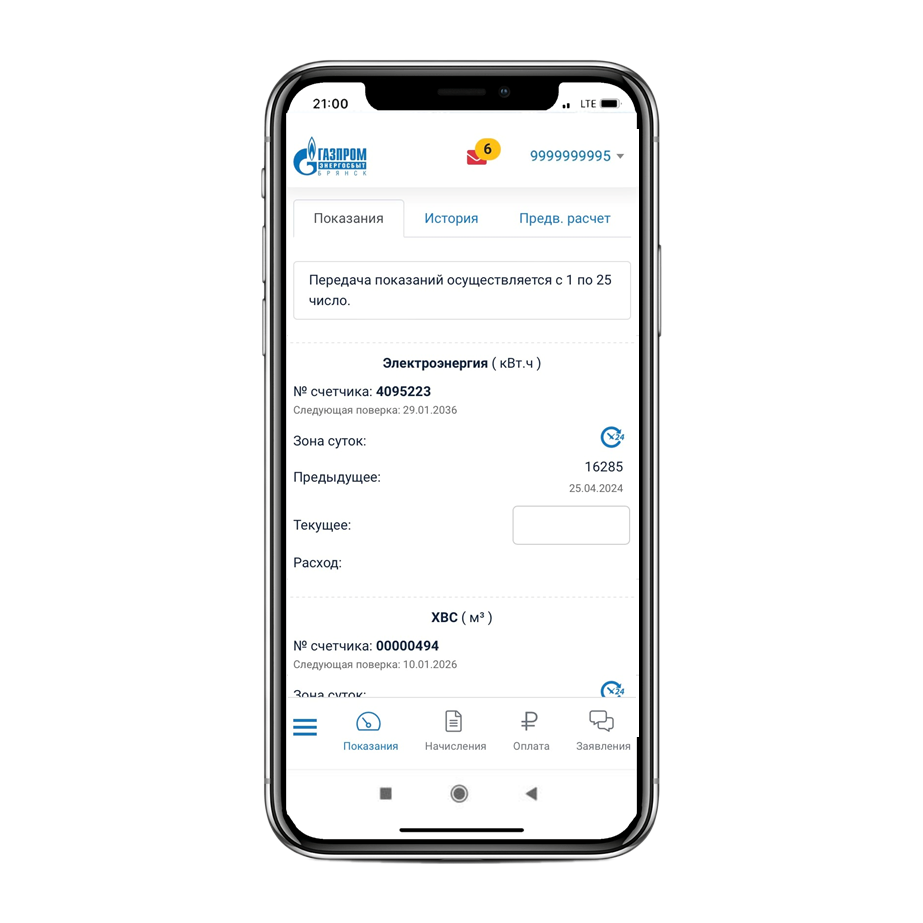 21:00
LTE
ГАЗПРОМ
ЭНЕРГОСБЫТ
БРЯНСК
6
9999999995
Показания
История
Предв. расчет
Передача показаний осуществляется с 1 по 25
число.
Электроэнергия ( кВт.ч )
№ счетчика: 4095223
Следующая поверка: 29.01.2036
Зона суток:
24
16285
Предыдущее:
25.04.2024
Текущее:
Расход:
ХВС ( м³ )
№ счетчика: 00000494
Следующая поверка: 10.01.2026
Зона суток:
24
Показания
Начисления
Оплата
Заявления